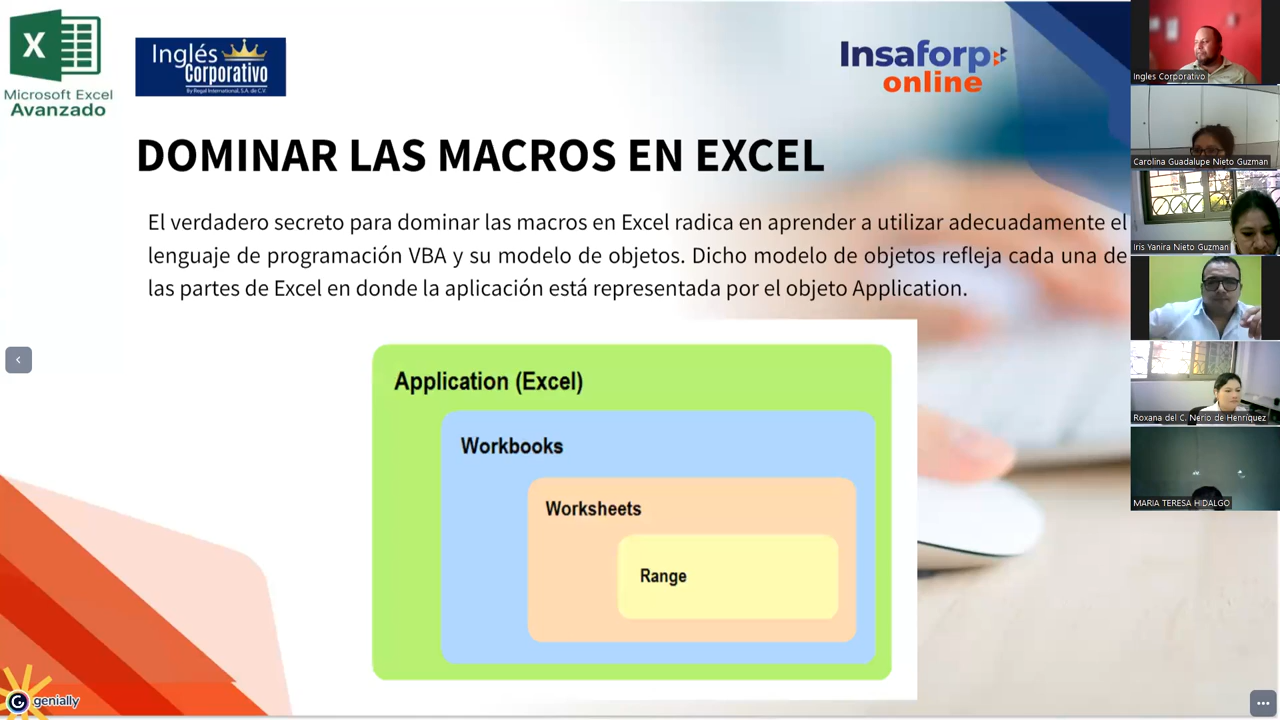 Microsoft Excel
Avanzado
Inglés
Corporativo
By Regal International, S.A. de C.V.
Insaforp
online
DOMINAR LAS MACROS EN EXCEL
El verdadero secreto para dominar las macros en Excel radica en aprender a utilizar adecuadamente el
lenguaje de programación VBA y su modelo de objetos. Dicho modelo de objetos refleja cada una de
las partes de Excel en donde la aplicación está representada por el objeto Application.
Application (Excel)
Workbooks
Worksheets
Range
genially
Ingles Corporativo
Carolina Guadalupe Nieto Guzman
Iris Yanira Nieto Guzman
Roxana del C. Nerio de Henriquez
MARIA TERESA HIDALGO